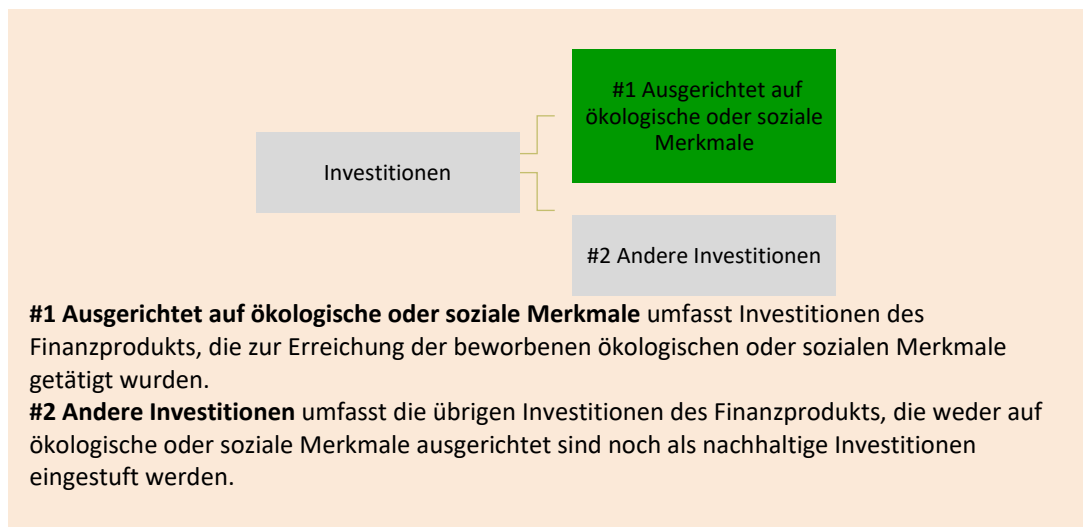 #1 Ausgerichtet auf
ökologische oder soziale
Merkmale
Investitionen
#2 Andere Investitionen
#1 Ausgerichtet auf ökologische oder soziale Merkmale umfasst Investitionen des
Finanzprodukts, die zur Erreichung der beworbenen ökologischen oder sozialen Merkmale
getätigt wurden.
#2 Andere Investitionen umfasst die übrigen Investitionen des Finanzprodukts, die weder auf
ökologische oder soziale Merkmale ausgerichtet sind noch als nachhaltige Investitionen
eingestuft werden.